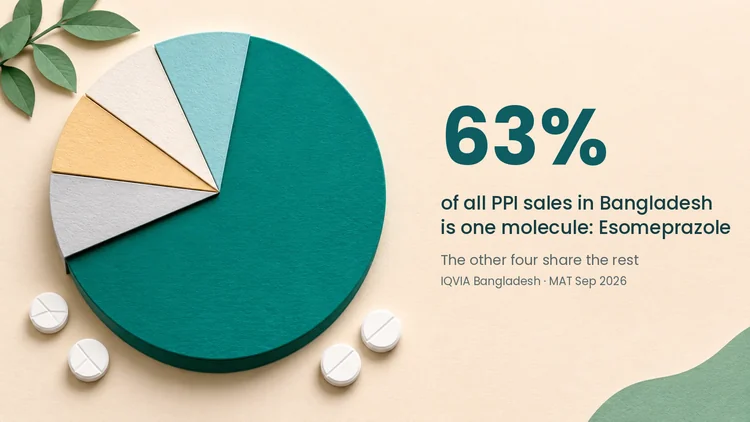 63%
of all PPI sales in Bangladesh
is one molecule: Esomeprazole
The other four share the rest
IQVIA Bangladesh · MAT Sep 2026